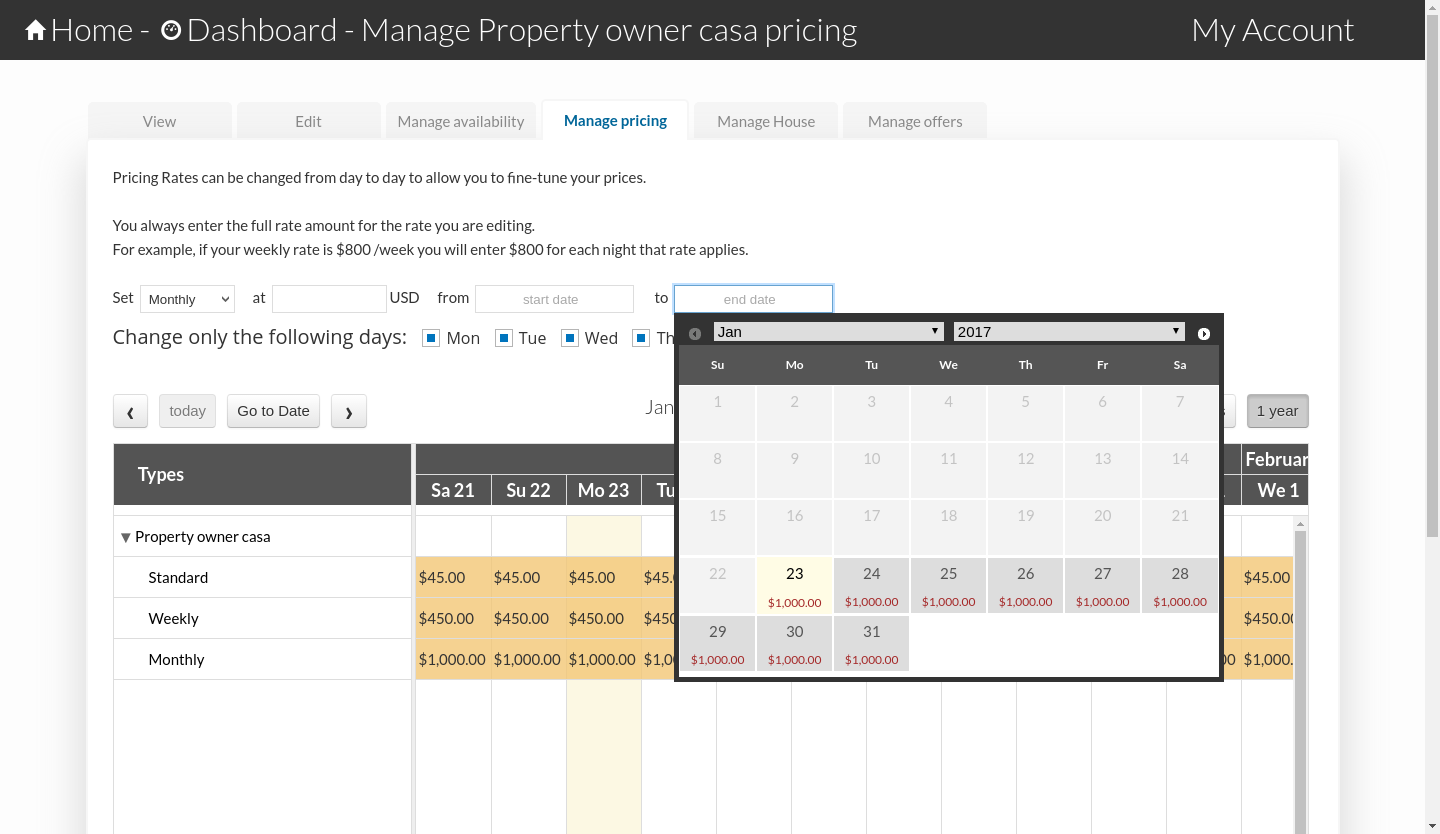 Home - Dashboard - Manage Property owner casa pricing
My Account
View Edit Manage availability Manage pricing Manage House Manage offers
Pricing Rates can be changed from day to day to allow you to fine-tune your prices.
You always enter the full rate amount for the rate you are editing.
For example, if your weekly rate is $800 /week you will enter $800 for each night that rate applies.
Set Monthly at USD from start date to end date
Change only the following days: Mon Tue Wed Th
Jan 2017
Su Mo Tu We Th Fr Sa
1 2 3 4 5 6 7
8 9 10 11 12 13 14
15 16 17 18 19 20 21
22 23 24 25 26 27 28
$1,000.00 $1,000.00 $1,000.00 $1,000.00 $1,000.00 $1,000.00
29 30 31
$1,000.00 $1,000.00 $1,000.00
‹ today Go to Date › Jan 1 year
Types Februar
Sa 21 Su 22 Mo 23 Tu We 1
Property owner casa
Standard $45.00 $45.00 $45.00 $45. $45.00
Weekly $450.00 $450.00 $450.00 $450 $450.00
Monthly $1,000.00 $1,000.00 $1,000.00 $1,0 00 $1,000.